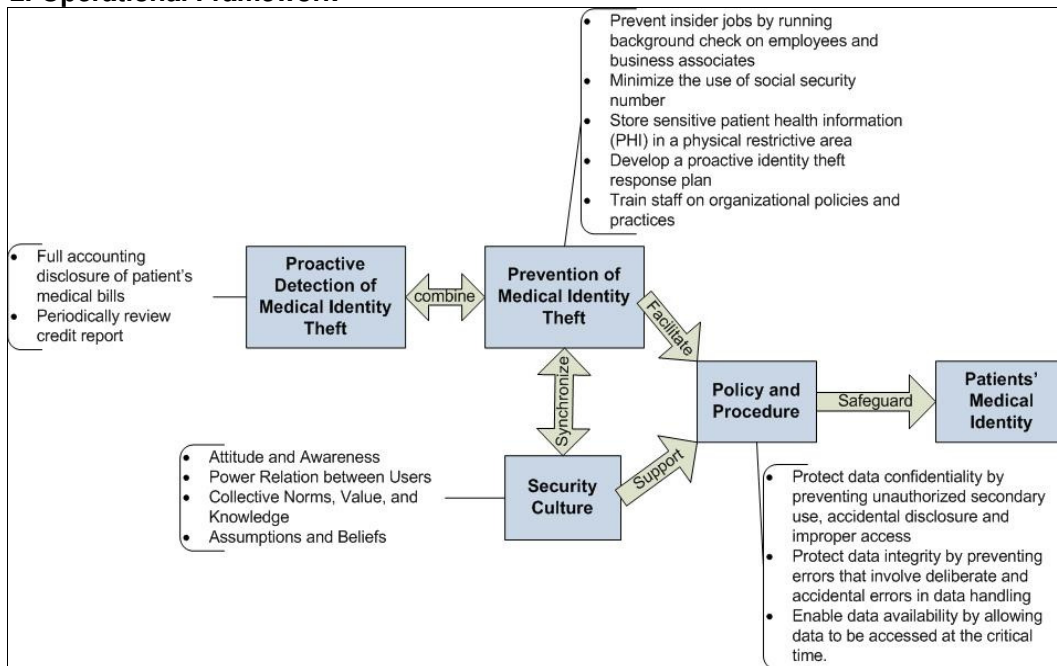 2. Operational Framework
• Prevent insider jobs by running
background check on employees and
business associates
• Minimize the use of social security
number
• Store sensitive patient health information
(PHI) in a physical restrictive area
• Develop a proactive identity theft
response plan
• Train staff on organizational policies and
practices
• Full accounting
disclosure of patient's
medical bills
• Periodically review
credit report
Proactive
Detection of
Medical Identity
Theft
combine
Prevention of
Medical Identity
Theft
Facilitate
Synchronize
Policy and
Procedure
Safeguard
Patients'
Medical
Identity
• Attitude and Awareness
• Power Relation between Users
• Collective Norms, Value, and
Knowledge
• Assumptions and Beliefs
Security
Culture
Support
• Protect data confidentiality by
preventing unauthorized secondary
use, accidental disclosure and
improper access
• Protect data integrity by preventing
errors that involve deliberate and
accidental errors in data handling
• Enable data availability by allowing
data to be accessed at the critical
time.